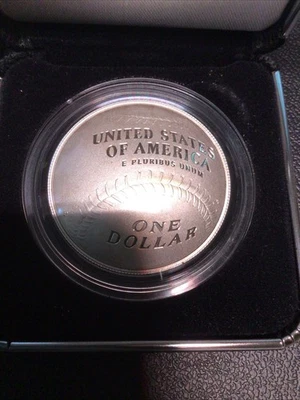 UNITED STATES
OF AMERICA
E PLURIBUS UNUM
ONE
DOLLAR